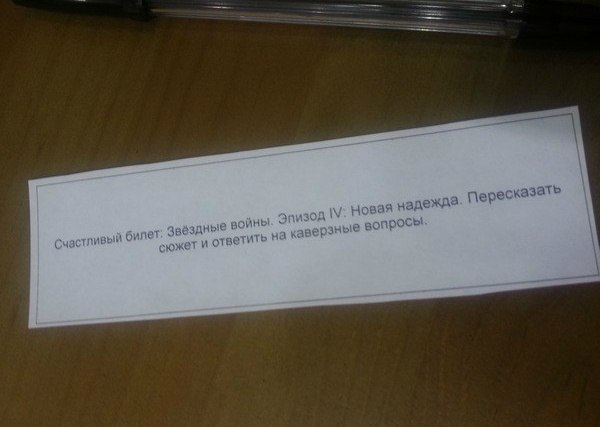 Счастливый билет: Звёздные войны. Эпизод IV: Новая надежда. Пересказать
сюжет и ответить на каверзные вопросы.